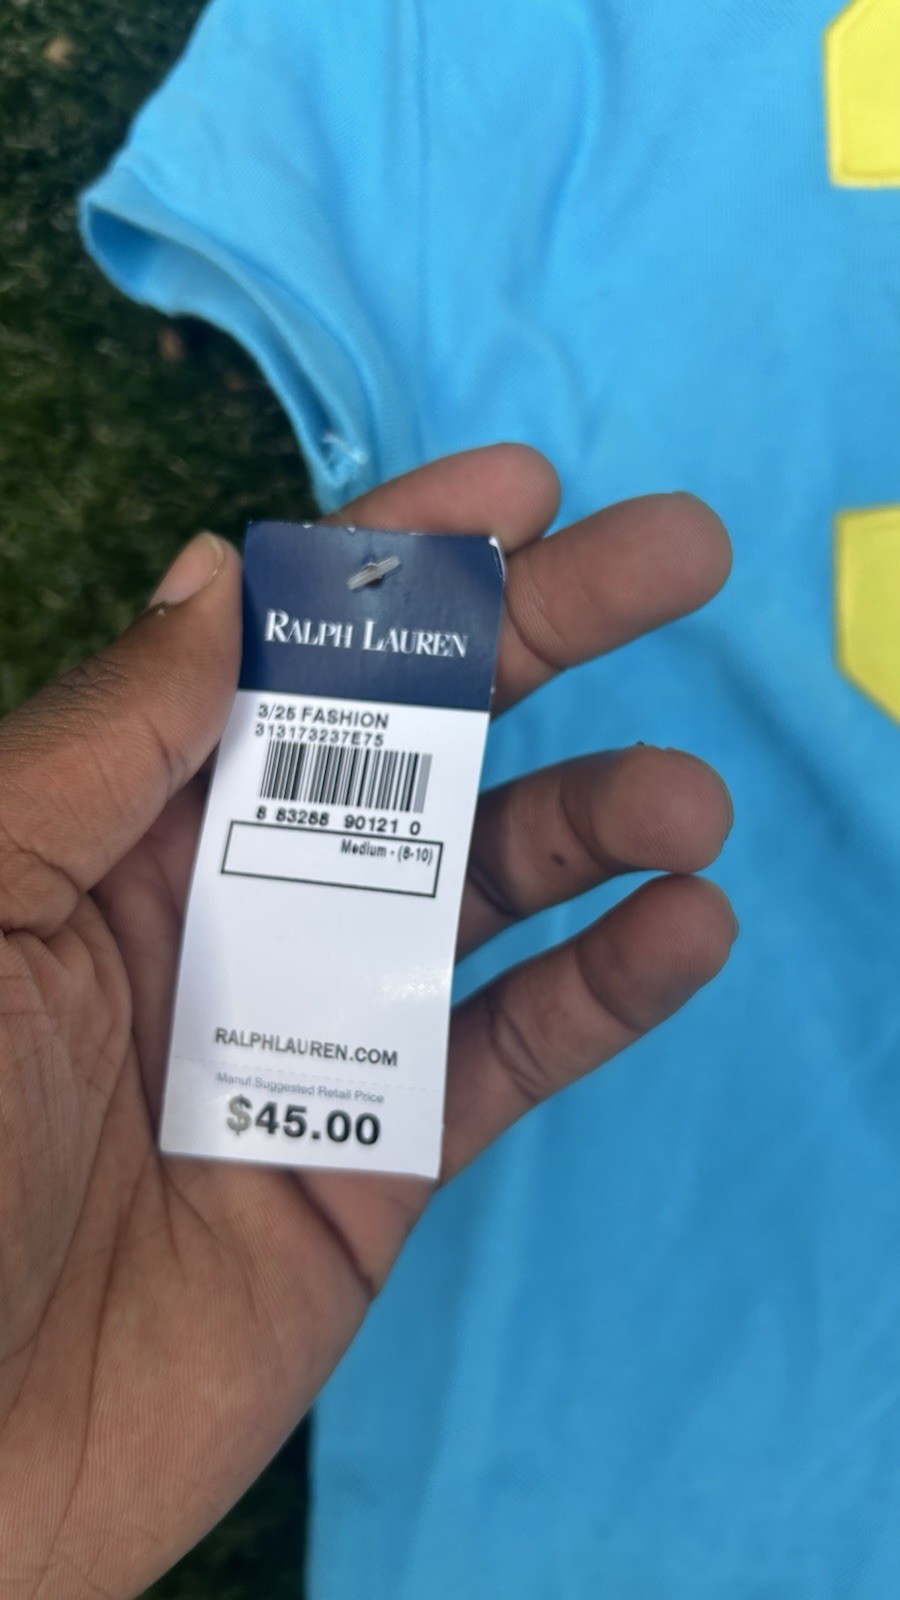 RALPH LAUREN
3/25 FASHION
313173237E75
8 83288 90121 0
Medium - (8-10)
RALPHLAUREN.COM
Manuf.Suggested Retail Price
$45.00